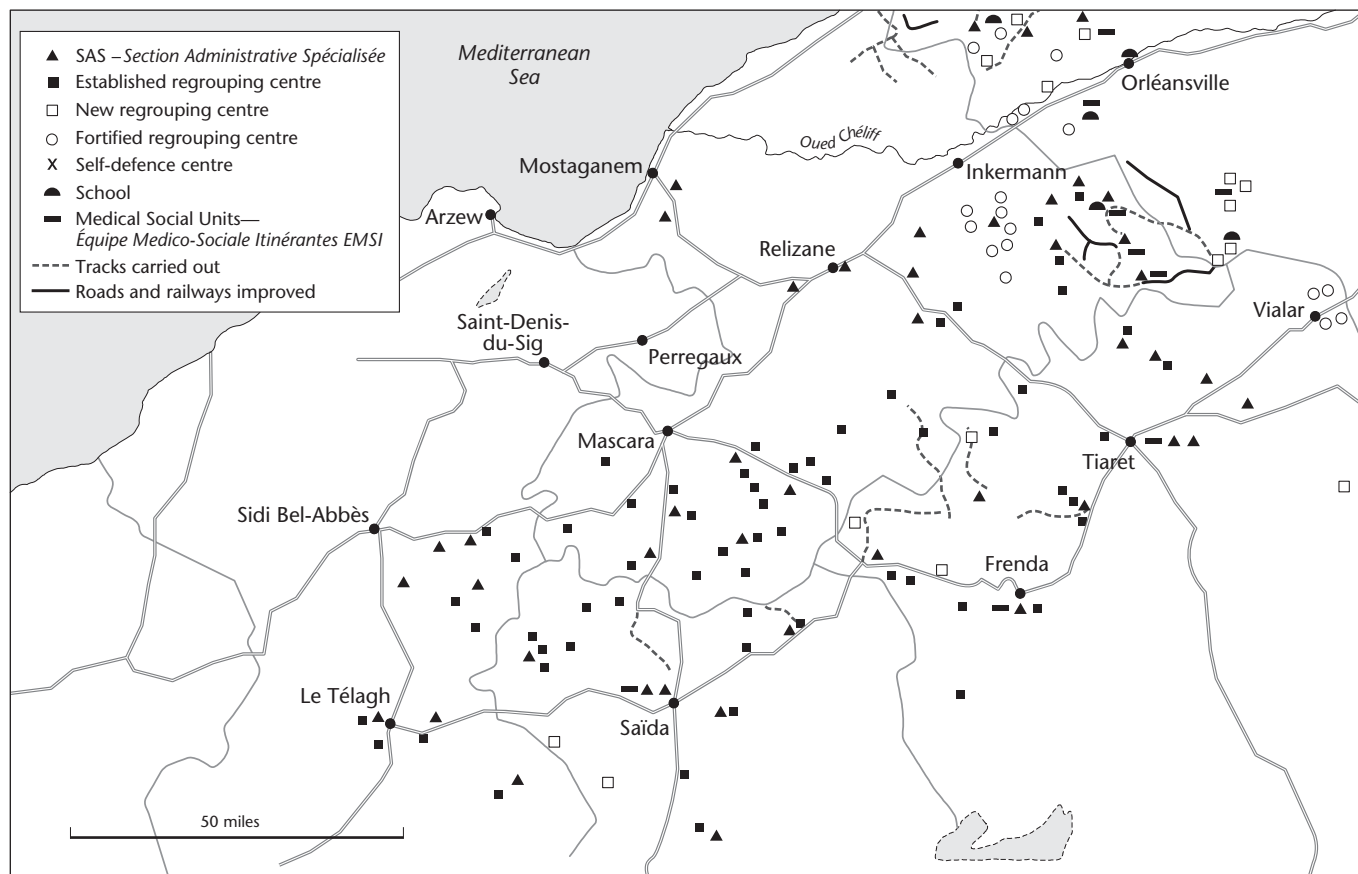 SAS – Section Administrative Spécialisée
Established regrouping centre
New regrouping centre
Fortified regrouping centre
x Self-defence centre
School
Medical Social Units—
Équipe Medico-Sociale Itinérantes EMSI
Tracks carried out
Roads and railways improved
Mediterranean
Sea
Orléansville
Oued Chéliff
Mostaganem
Inkermann
Arzew
Relizane
Saint-Denis-
du-Sig
Vialar
Perregaux
Mascara
Tiaret
Sidi Bel-Abbès
Frenda
Le Télagh
Saïda
50 miles